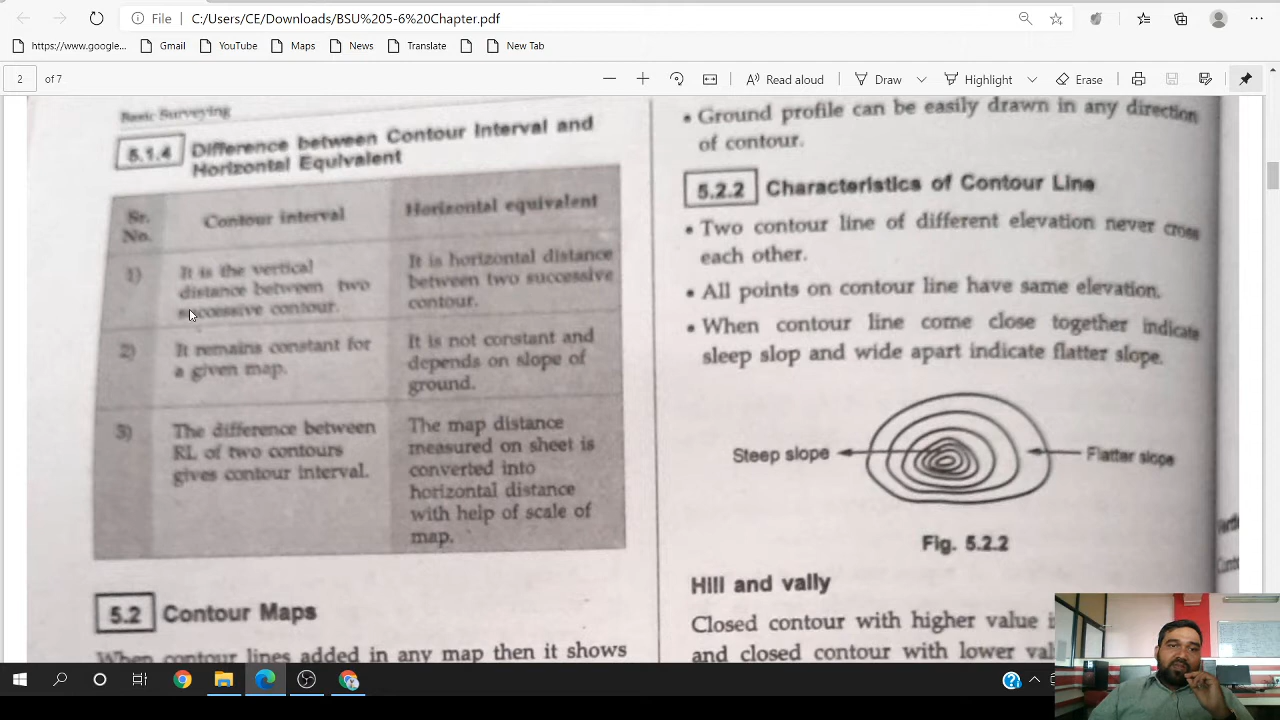 File
C:/Users/CE/Downloads/BSU%205-6%20Chapter.pdf
https://www.google...
Gmail
YouTube
Maps
News
Translate
New Tab
2
of 7
Read aloud
Draw
Highlight
Erase
Basic Surveying
5.1.4 Difference between Contour Interval and
Horizontal Equivalent
Sr.
No.
Contour interval
Horizontal equivalent
1)
It is the vertical
distance between two
successive contour.
It is horizontal distance
between two successive
contour.
2)
It remains constant for
a given map.
It is not constant and
depends on slope of
ground.
3)
The difference between
RL of two contours
gives contour interval.
The map distance
measured on sheet is
converted into
horizontal distance
with help of scale of
map.
5.2 Contour Maps
When contour lines added in any map then it shows
• Ground profile can be easily drawn in any direction
of contour.
5.2.2 Characteristics of Contour Line
• Two contour line of different elevation never cross
each other.
• All points on contour line have same elevation.
• When contour line come close together indicate
sleep slop and wide apart indicate flatter slope.
Steep slope
Flatter slope
Fig. 5.2.2
Hill and vally
Closed contour with higher value
and closed contour with lower